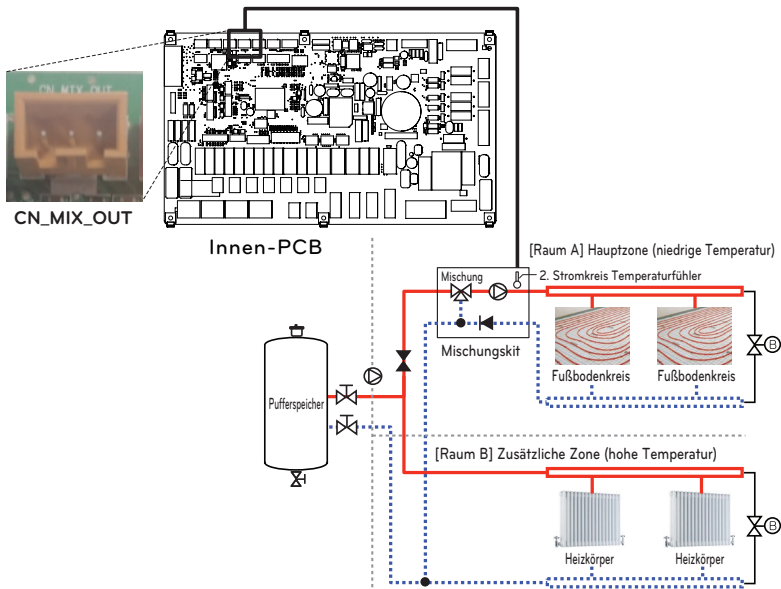 CN_MIX_OUT
CN_MIX_OUT
Innen-PCB
[Raum A] Hauptzone (niedrige Temperatur)
Mischung
2. Stromkreis Temperaturfühler
Mischungskit
Fußbodenkreis
Fußbodenkreis
B
Pufferspeicher
[Raum B] Zusätzliche Zone (hohe Temperatur)
Heizkörper
Heizkörper
B